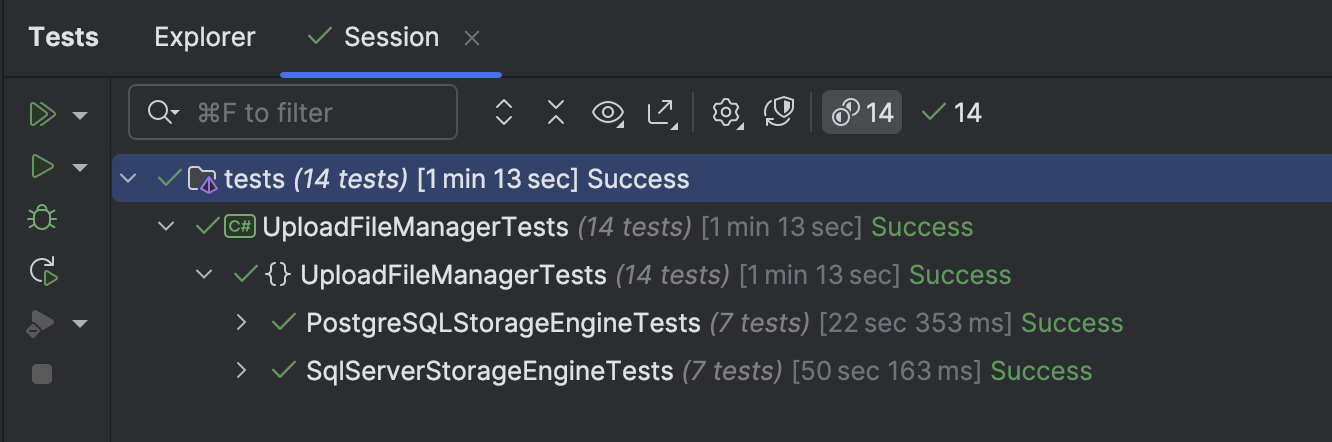 Tests Explorer Session
⌘F to filter 14 14
tests (14 tests) [1 min 13 sec] Success
C# UploadFileManagerTests (14 tests) [1 min 13 sec] Success
{} UploadFileManagerTests (14 tests) [1 min 13 sec] Success
PostgreSQLStorageEngineTests (7 tests) [22 sec 353 ms] Success
SqlServerStorageEngineTests (7 tests) [50 sec 163 ms] Success